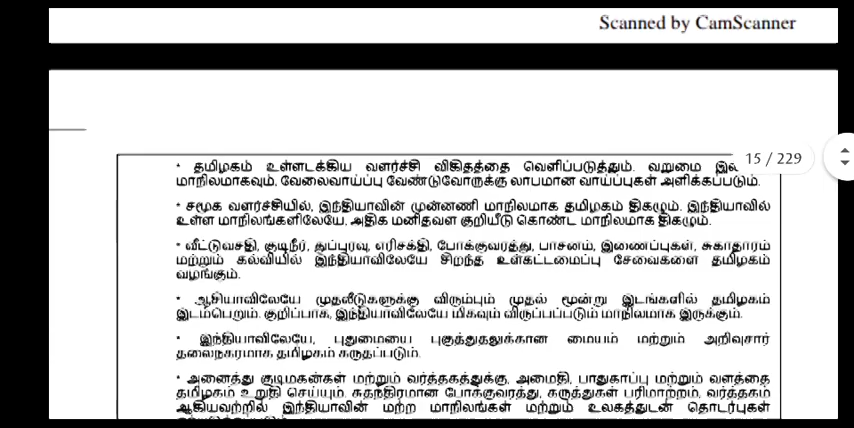 Scanned by CamScanner
* தமிழகம் உள்ளடக்கிய வளர்ச்சி விகிதத்தை வெளிப்படுத்தும். வறுமை
15 / 229
மாநிலமாகவும், வேலைவாய்ப்பு வேண்டுவோருக்கு லாபமான வாய்ப்புகள் அளிக்கப்படும்.
* சமூக வளர்ச்சியில், இந்தியாவின் முன்னணி மாநிலமாக தமிழகம் திகழும். இந்தியாவில்
உள்ள மாநிலங்களிலேயே, அதிக மனிதவள குறியீடு கொண்ட மாநிலமாக திகழும்.
* வீட்டுவசதி, குடிநீர், துப்புரவு, எரிசக்தி, போக்குவரத்து, பாசனம், இணைப்புகள், சுகாதாரம்
மற்றும் கல்வியில் இந்தியாவிலேயே சிறந்த உள்கட்டமைப்பு சேவைகளை தமிழகம்
வழங்கும்.
* ஆசியாவிலேயே முதலீடுகளுக்கு விரும்பும் முதல் மூன்று இடங்களில் தமிழகம்
இடம்பெறும். குறிப்பாக, இந்தியாவிலேயே மிகவும் விருப்பப்படும் மாநிலமாக இருக்கும்.
* இந்தியாவிலேயே, புதுமையை புகுத்துதலுக்கான மையம் மற்றும் அறிவுசார்
தலைநகரமாக தமிழகம் கருதப்படும்.
* அனைத்து குடிமகன்கள் மற்றும் வர்த்தகத்துக்கு, அமைதி, பாதுகாப்பு மற்றும் வளத்தை
தமிழகம் உறுதி செய்யும். சுதந்திரமான போக்குவரத்து, கருத்துகள் பரிமாற்றம், வர்த்தகம்
ஆகியவற்றில் இந்தியாவின் மற்ற மாநிலங்கள் மற்றும் உலகத்துடன் தொடர்புகள்